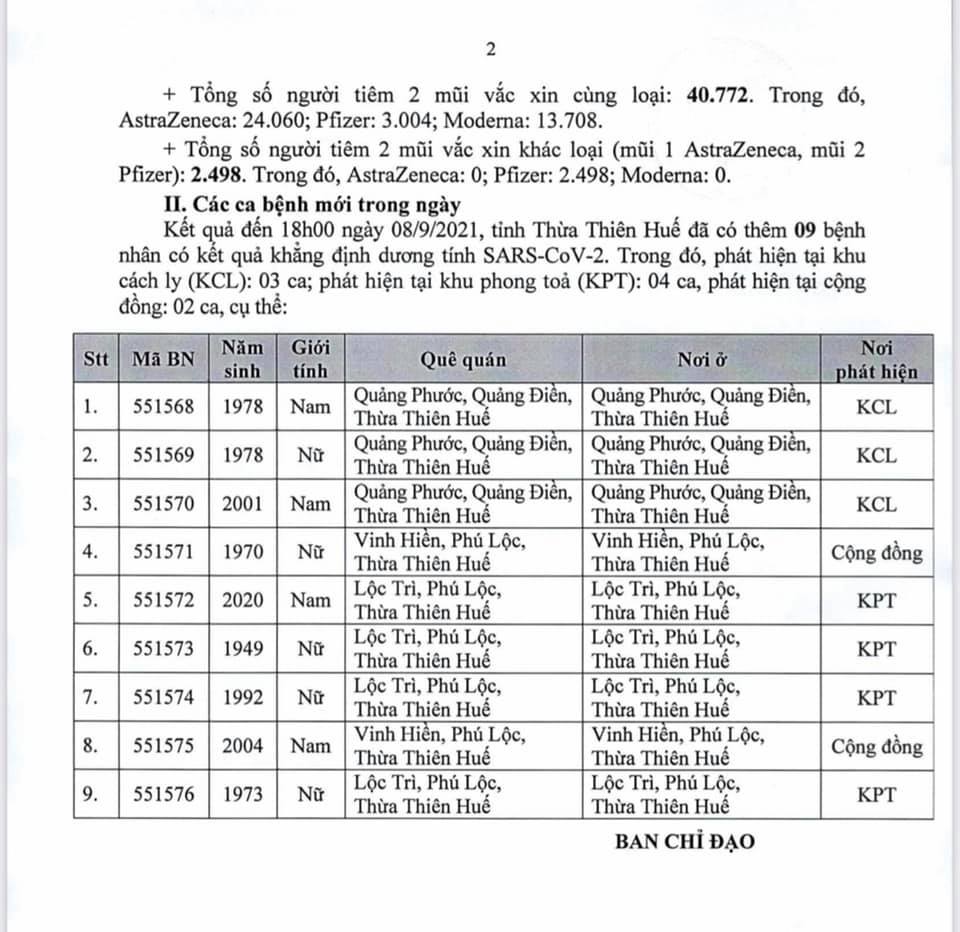 2
+ Tổng số người tiêm 2 mũi vắc xin cùng loại: 40.772. Trong đó,
AstraZeneca: 24.060; Pfizer: 3.004; Moderna: 13.708.
+ Tổng số người tiêm 2 mũi vắc xin khác loại (mũi 1 AstraZeneca, mũi 2
Pfizer): 2.498. Trong đó, AstraZeneca: 0; Pfizer: 2.498; Moderna: 0.
II. Các ca bệnh mới trong ngày
Kết quả đến 18h00 ngày 08/9/2021, tỉnh Thừa Thiên Huế đã có thêm 09 bệnh
nhân có kết quả khẳng định dương tính SARS-CoV-2. Trong đó, phát hiện tại khu
cách ly (KCL): 03 ca; phát hiện tại khu phong toả (KPT): 04 ca, phát hiện tại cộng
đồng: 02 ca, cụ thể:
Stt Mã BN Năm sinh Giới tính Quê quán Nơi ở Nơi phát hiện
1. 551568 1978 Nam Quảng Phước, Quảng Điền, Thừa Thiên Huế Quảng Phước, Quảng Điền, Thừa Thiên Huế KCL
2. 551569 1978 Nữ Quảng Phước, Quảng Điền, Thừa Thiên Huế Quảng Phước, Quảng Điền, Thừa Thiên Huế KCL
3. 551570 2001 Nam Quảng Phước, Quảng Điền, Thừa Thiên Huế Quảng Phước, Quảng Điền, Thừa Thiên Huế KCL
4. 551571 1970 Nữ Vinh Hiền, Phú Lộc, Thừa Thiên Huế Vinh Hiền, Phú Lộc, Thừa Thiên Huế Cộng đồng
5. 551572 2020 Nam Lộc Trì, Phú Lộc, Thừa Thiên Huế Lộc Trì, Phú Lộc, Thừa Thiên Huế KPT
6. 551573 1949 Nữ Lộc Trì, Phú Lộc, Thừa Thiên Huế Lộc Trì, Phú Lộc, Thừa Thiên Huế KPT
7. 551574 1992 Nữ Lộc Trì, Phú Lộc, Thừa Thiên Huế Lộc Trì, Phú Lộc, Thừa Thiên Huế KPT
8. 551575 2004 Nam Vinh Hiền, Phú Lộc, Thừa Thiên Huế Vinh Hiền, Phú Lộc, Thừa Thiên Huế Cộng đồng
9. 551576 1973 Nữ Lộc Trì, Phú Lộc, Thừa Thiên Huế Lộc Trì, Phú Lộc, Thừa Thiên Huế KPT
BAN CHỈ ĐẠO